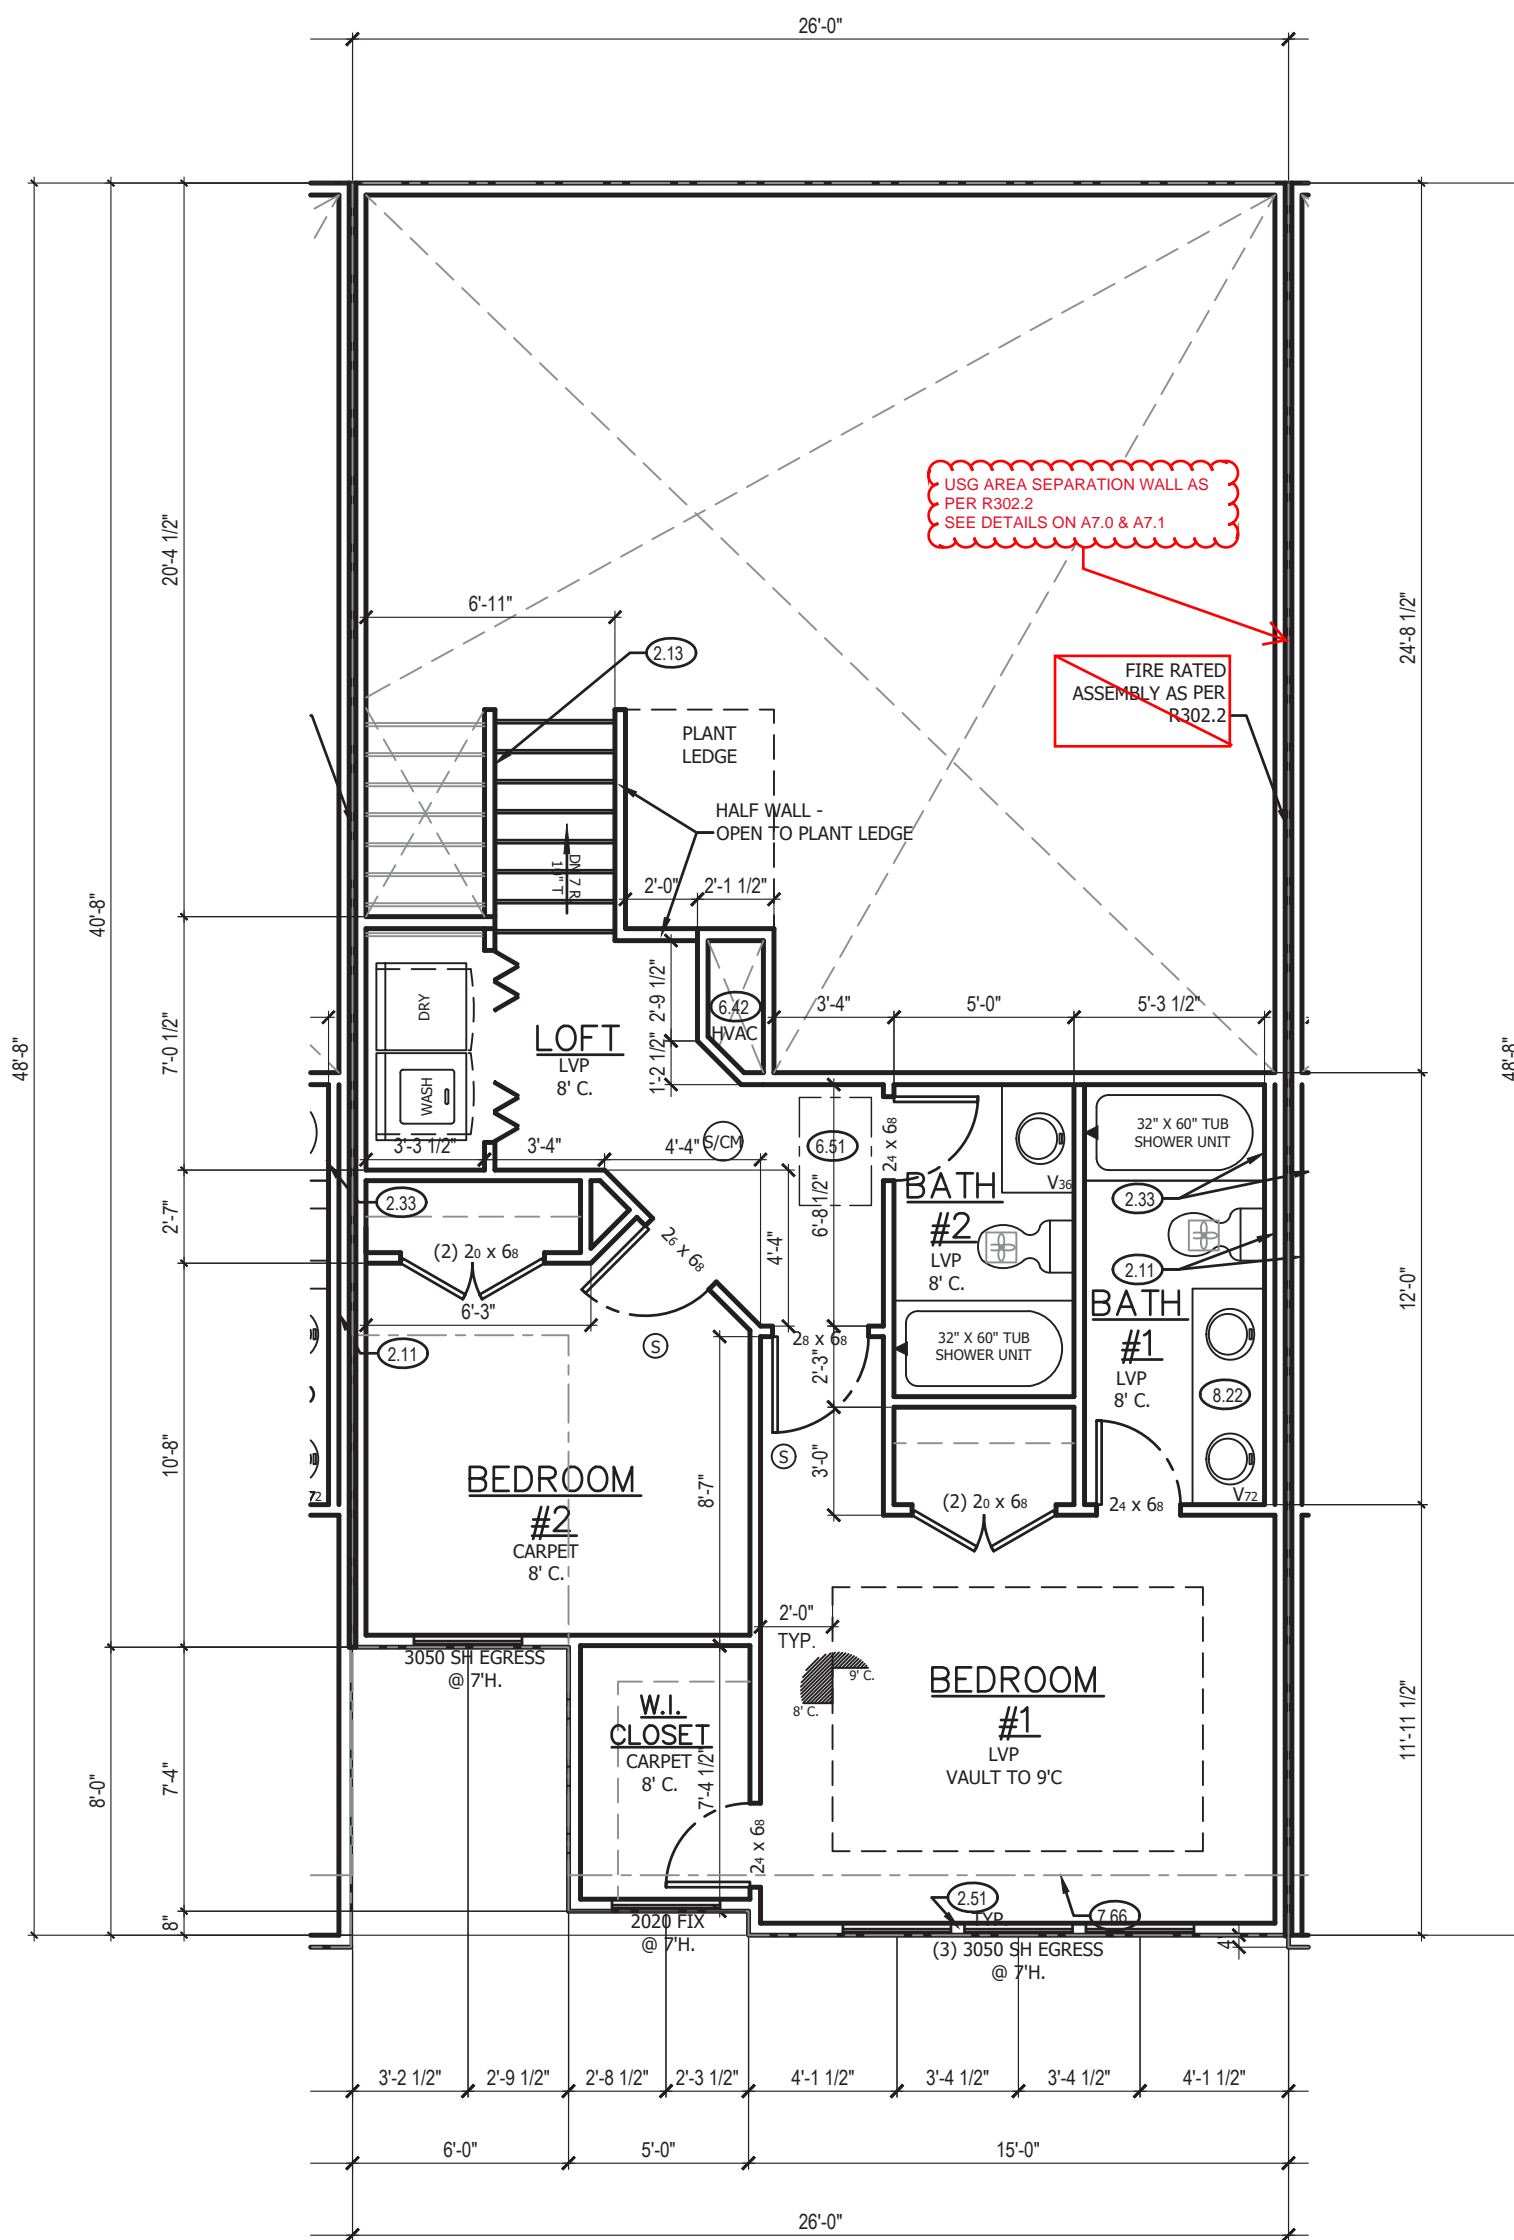 26'-0"
48'-8"
40'-8"
8'-0"
20'-4 1/2"
7'-0 1/2"
2'-7"
10'-8"
7'-4"
8"
24'-8 1/2"
12'-0"
11'-11 1/2"
48'-8"
USG AREA SEPARATION WALL AS
PER R302.2
SEE DETAILS ON A7.0 & A7.1
FIRE RATED
ASSEMBLY AS PER
R302.2
6'-11"
2.13
PLANT
LEDGE
HALF WALL -
OPEN TO PLANT LEDGE
DN 7 R.
10" T
2'-0"
2'-1 1/2"
2'-9 1/2"
1'-2 1/2"
6.42
HVAC
3'-4"
5'-0"
5'-3 1/2"
DRY
WASH
LOFT
LVP
8' C.
3'-3 1/2"
3'-4"
4'-4"
S/CM
6.51
24 x 68
6'-8 1/2"
4'-4"
BATH
#2
LVP
8' C.
V36
32" X 60" TUB
SHOWER UNIT
32" X 60" TUB
SHOWER UNIT
2.33
2.11
BATH
#1
LVP
8' C.
8.22
V72
24 x 68
2.33
(2) 20 x 68
6'-3"
26 x 68
S
2.11
28 x 68
2'-3"
3'-0"
S
8'-7"
(2) 20 x 68
72
BEDROOM
#2
CARPET
8' C.
3050 SH EGRESS
@ 7'H.
2'-0"
TYP.
9' C.
8' C.
BEDROOM
#1
LVP
VAULT TO 9'C
W.I.
CLOSET
CARPET
8' C.
7'-4 1/2"
24 x 68
2020 FIX
@ 7'H.
2.51
TYP.
7.66
(3) 3050 SH EGRESS
@ 7'H.
4"
3'-2 1/2"
2'-9 1/2"
2'-8 1/2"
2'-3 1/2"
4'-1 1/2"
3'-4 1/2"
3'-4 1/2"
4'-1 1/2"
6'-0"
5'-0"
15'-0"
26'-0"